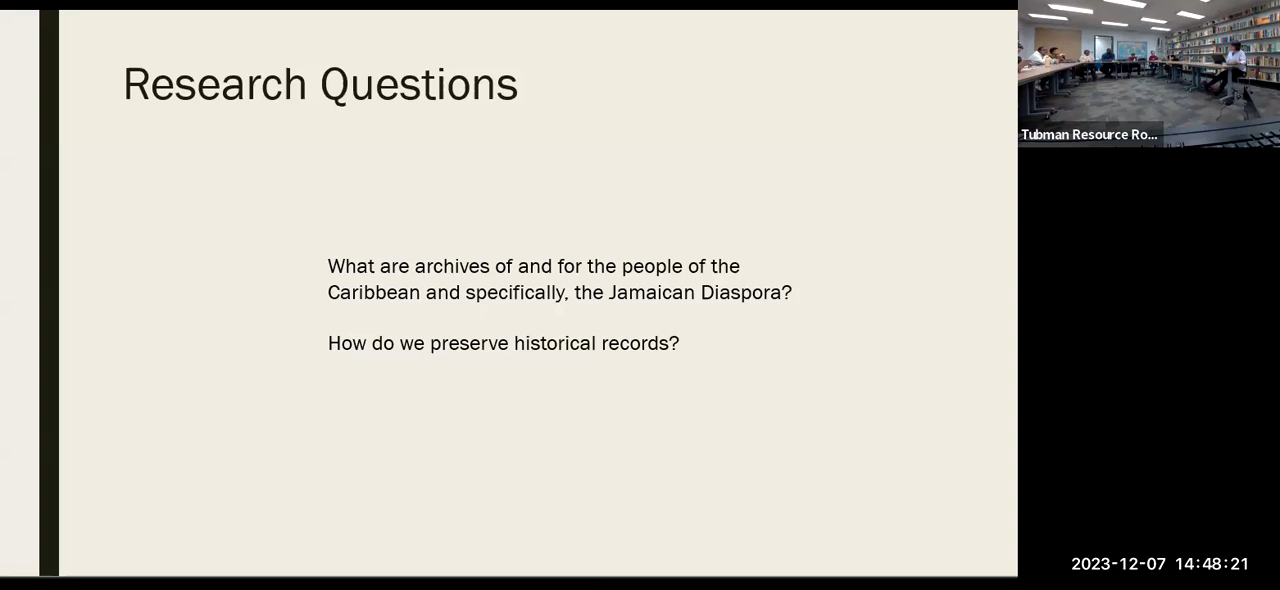 Research Questions
What are archives of and for the people of the
Caribbean and specifically, the Jamaican Diaspora?
How do we preserve historical records?
Tubman Resource Ro...
2023-12-07 14:48:21